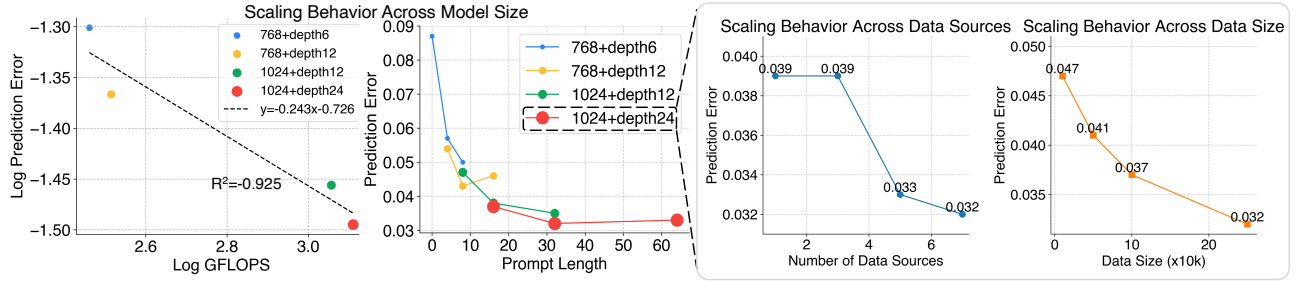 Scaling Behavior Across Model Size
Log Prediction Error
−1.30
−1.35
−1.40
−1.45
−1.50
2.6
2.8
3.0
Log GFLOPS
768+depth6
768+depth12
1024+depth12
1024+depth24
y=-0.243x-0.726
R²=-0.925
Prediction Error
0.09
0.08
0.07
0.06
0.05
0.04
0.03
0
10
20
30
40
50
60
Prompt Length
768+depth6
768+depth12
1024+depth12
1024+depth24
Scaling Behavior Across Data Sources
Prediction Error
0.040
0.038
0.036
0.034
0.032
2
4
6
Number of Data Sources
0.039
0.039
0.033
0.032
Scaling Behavior Across Data Size
Prediction Error
0.050
0.045
0.040
0.035
0
10
20
Data Size (x10k)
0.047
0.041
0.037
0.032